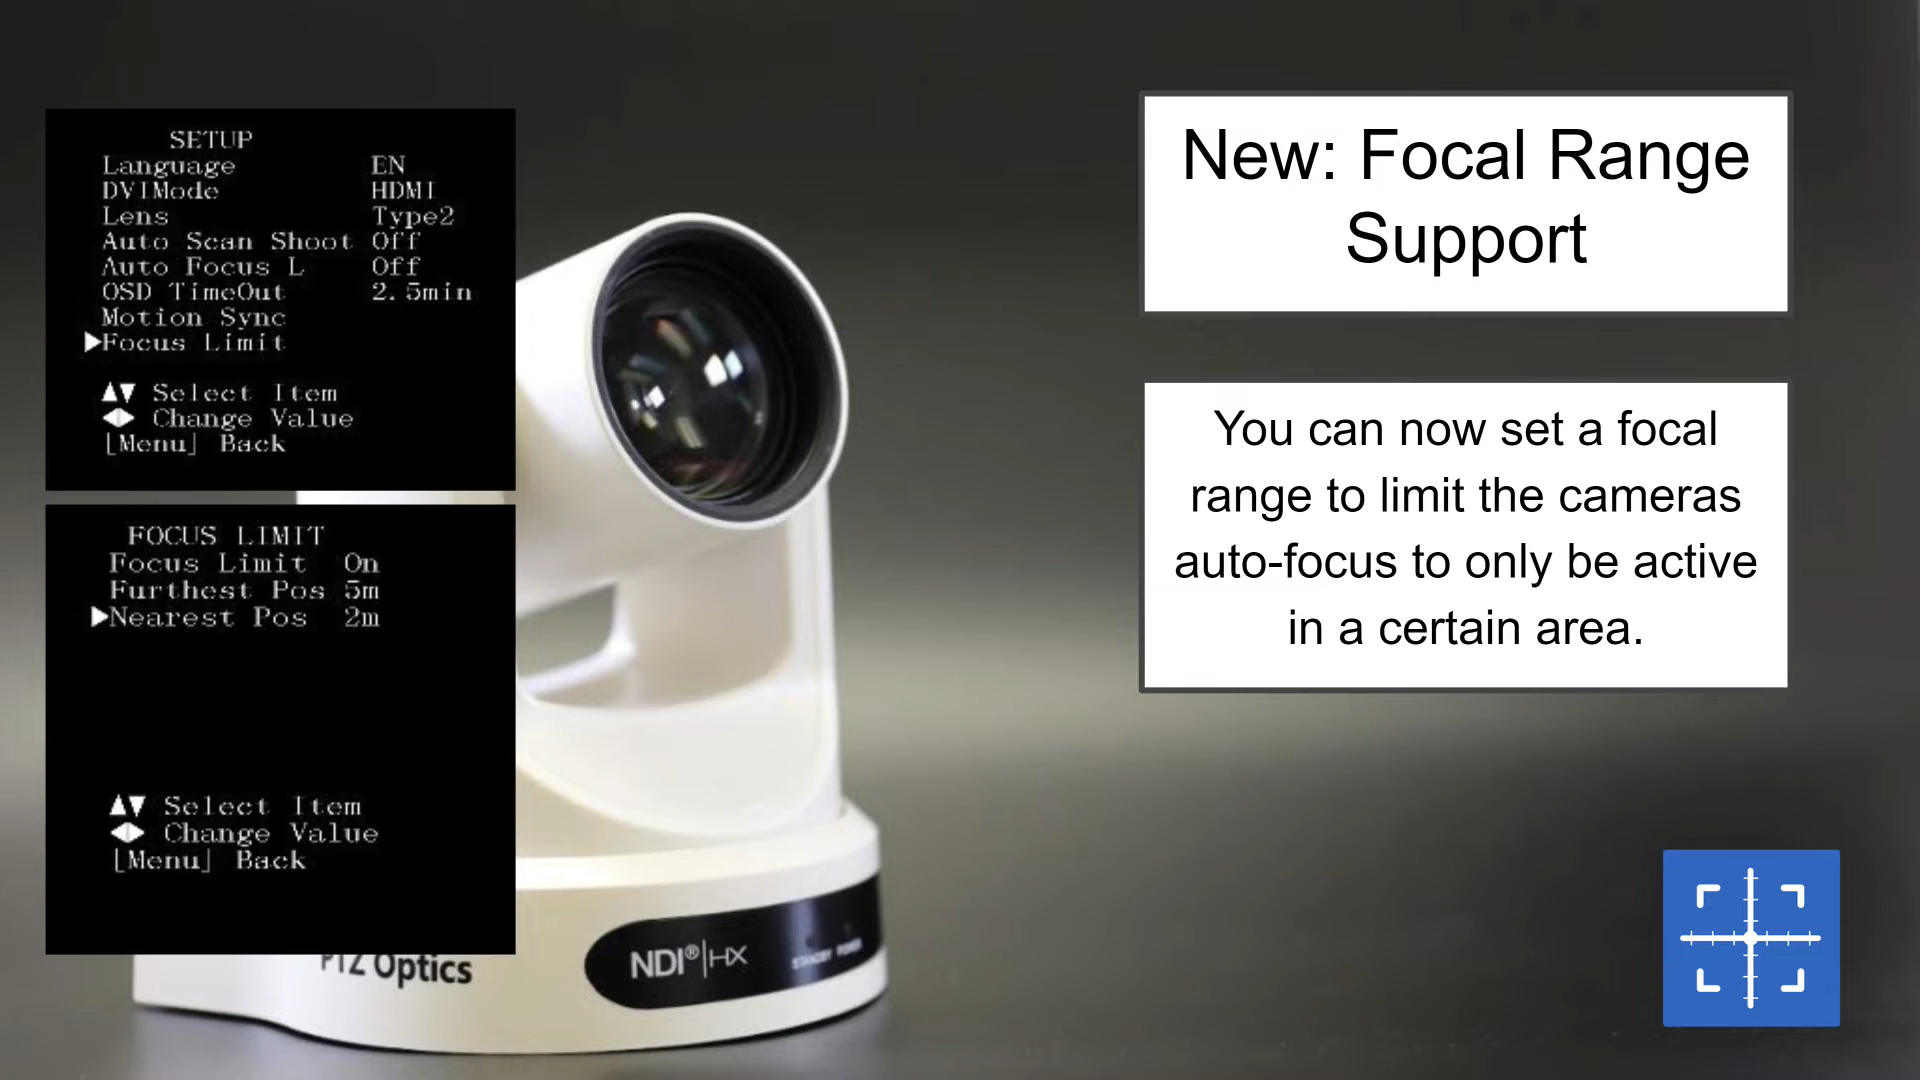 SETUP
Language EN
DVIMode HDMI
Lens Type2
Auto Scan Shoot Off
Auto Focus L Off
OSD TimeOut 2.5min
Motion Sync
▶Focus Limit
▲▼ Select Item
◀▶ Change Value
[Menu] Back
FOCUS LIMIT
Focus Limit On
Furthest Pos 5m
▶Nearest Pos 2m
▲▼ Select Item
◀▶ Change Value
[Menu] Back
PTZ Optics
NDI®|HX
STANDBY POWER
New: Focal Range
Support
You can now set a focal
range to limit the cameras
auto-focus to only be active
in a certain area.